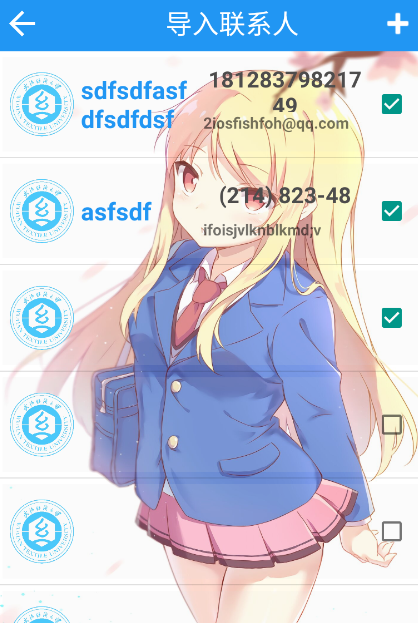 导入联系人
sdfsdfasf
dfsdfdsf
181283798217
49
2iosfishfoh@qq.com
asfsdf
(214) 823-48
ifoisjvlknblkmd;v